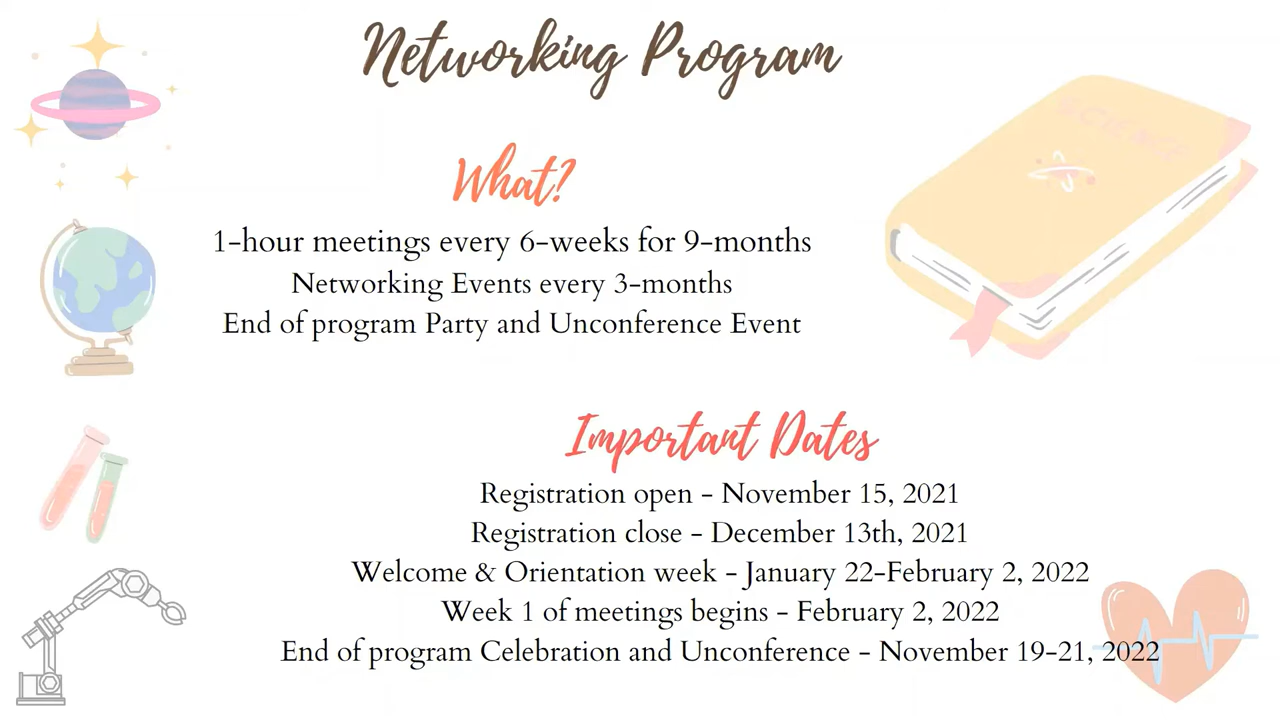 Networking Program
SCIENCE
What?
1-hour meetings every 6-weeks for 9-months
Networking Events every 3-months
End of program Party and Unconference Event
Important Dates
Registration open - November 15, 2021
Registration close - December 13th, 2021
Welcome & Orientation week - January 22-February 2, 2022
Week 1 of meetings begins - February 2, 2022
End of program Celebration and Unconference - November 19-21, 2022